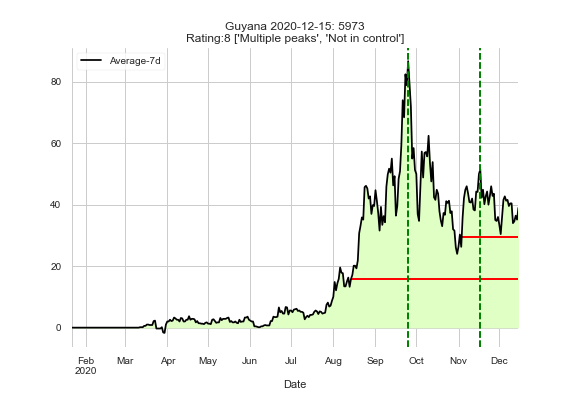 Guyana 2020-12-15: 5973
Rating:8 ['Multiple peaks', 'Not in control']
Average-7d
80
60
40
20
0
Feb Mar Apr May Jun Jul Aug Sep Oct Nov Dec
2020
Date